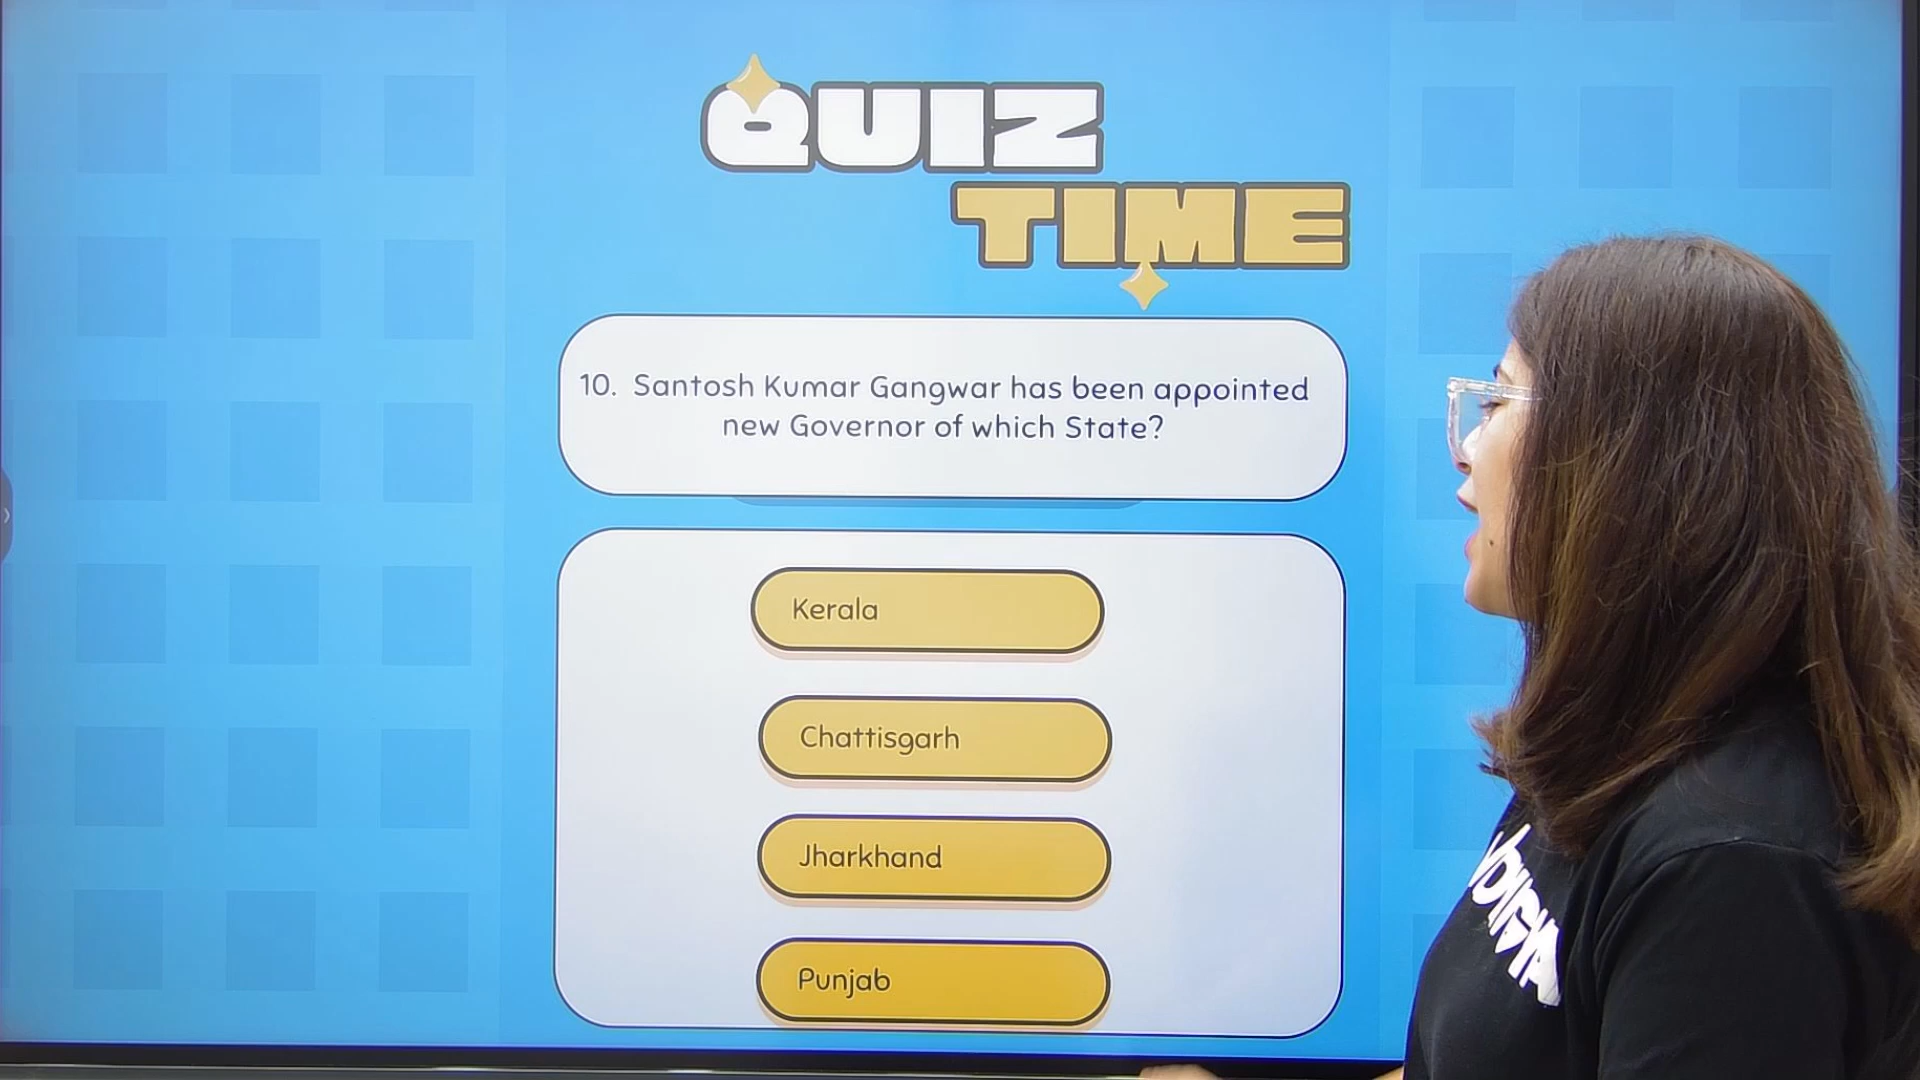 QUIZ
TIME
10. Santosh Kumar Gangwar has been appointed
new Governor of which State?
Kerala
Chattisgarh
Jharkhand
Punjab